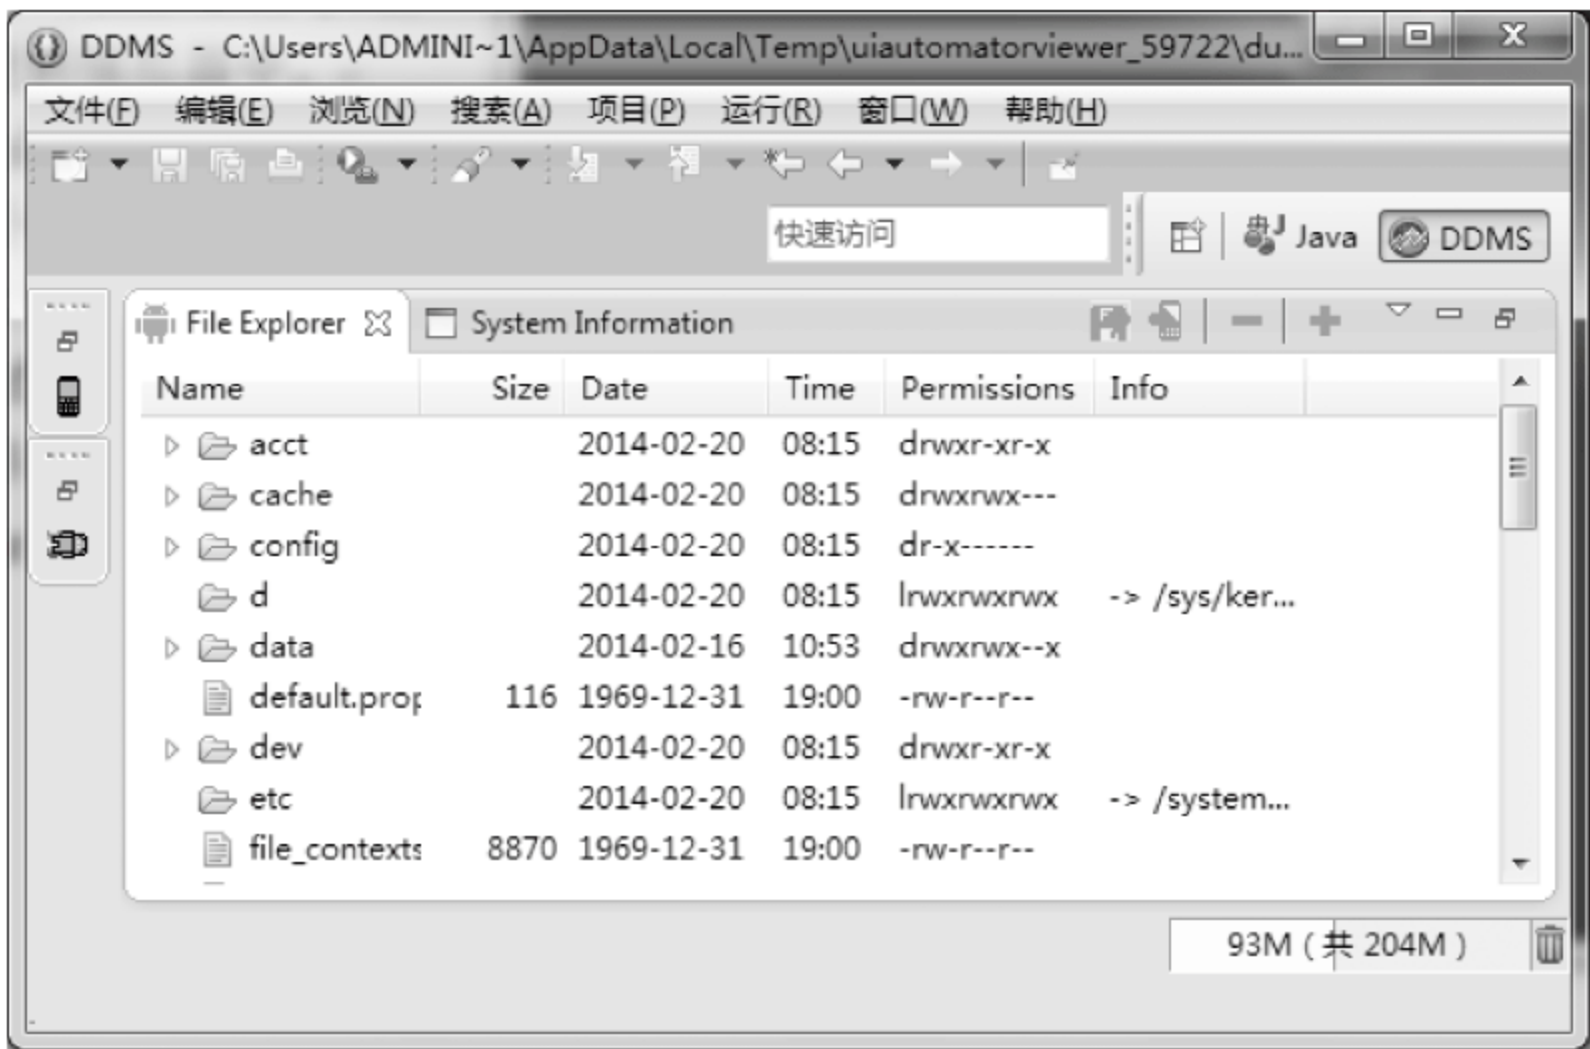 DDMS - C:\Users\ADMINI~1\AppData\Local\Temp\uiautomatorviewer_59722\du...
文件(F) 编辑(E) 浏览(N) 搜索(A) 项目(P) 运行(R) 窗口(W) 帮助(H)
快速访问 Java DDMS
File Explorer System Information
Name Size Date Time Permissions Info
acct 2014-02-20 08:15 drwxr-xr-x
cache 2014-02-20 08:15 drwxrwx---
config 2014-02-20 08:15 dr-x------
d 2014-02-20 08:15 lrwxrwxrwx -> /sys/ker...
data 2014-02-16 10:53 drwxrwx--x
default.prop 116 1969-12-31 19:00 -rw-r--r--
dev 2014-02-20 08:15 drwxr-xr-x
etc 2014-02-20 08:15 lrwxrwxrwx -> /system...
file_contexts 8870 1969-12-31 19:00 -rw-r--r--
93M ( 共 204M )